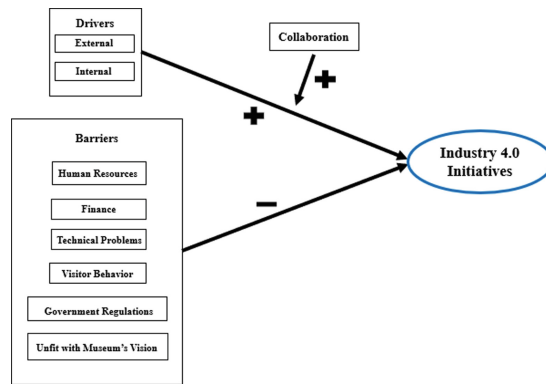 Drivers
External
Internal
Collaboration
+
+
Industry 4.0
Initiatives
Barriers
Human Resources
Finance
Technical Problems
Visitor Behavior
Government Regulations
Unfit with Museum's Vision
−